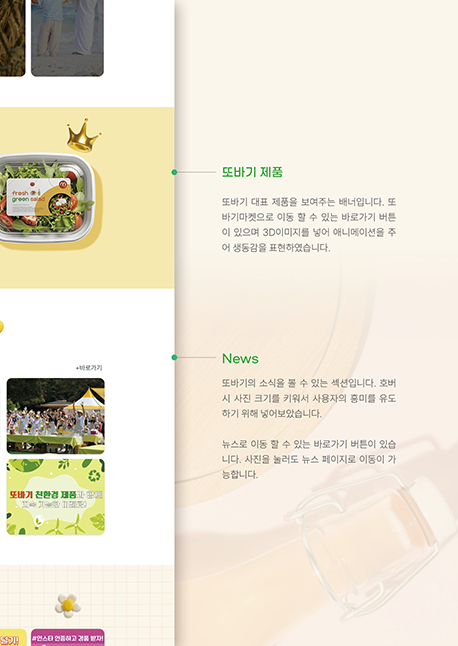 fresh
green salad
또바기 제품
또바기 대표 제품을 보여주는 배너입니다. 또
바기마켓으로 이동 할 수 있는 바로가기 버튼
이 있으며 3D이미지를 넣어 애니메이션을 주
어 생동감을 표현하였습니다.
+바로가기
News
또바기의 소식을 볼 수 있는 섹션입니다. 호버
시 사진 크기를 키워서 사용자의 흥미를 유도
하기 위해 넣어보았습니다.
뉴스로 이동 할 수 있는 바로가기 버튼이 있습
니다. 사진을 눌러도 뉴스 페이지로 이동이 가
능합니다.
또바기 친환경 제품
#인스타 인증하고 경품 받자!